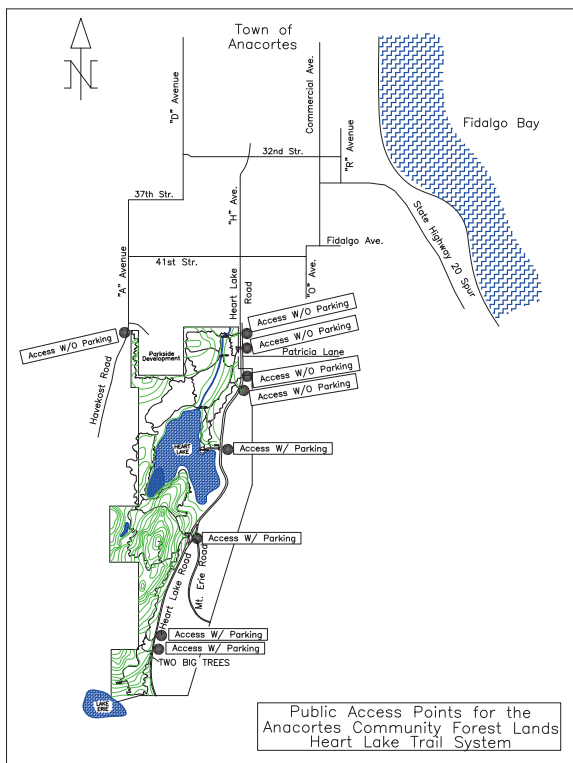 Town of
Anacortes
N
"D" Avenue
Commercial Ave.
"R" Avenue
Fidalgo Bay
32nd Str.
37th Str.
"H" Ave.
State Highway 20 Spur
Fidalgo Ave.
41st Str.
"A" Avenue
Heart Lake
Road
"O" Ave.
Access W/O Parking
Access W/O Parking
Access W/O Parking
Parkside
Development
Patricia Lane
Havekost Road
Access W/O Parking
Access W/O Parking
HEART
LAKE
Access W/ Parking
Access W/ Parking
Heart Lake Road
Mt. Erie Road
Access W/ Parking
Access W/ Parking
TWO BIG TREES
LAKE
ERIE
Public Access Points for the
Anacortes Community Forest Lands
Heart Lake Trail System